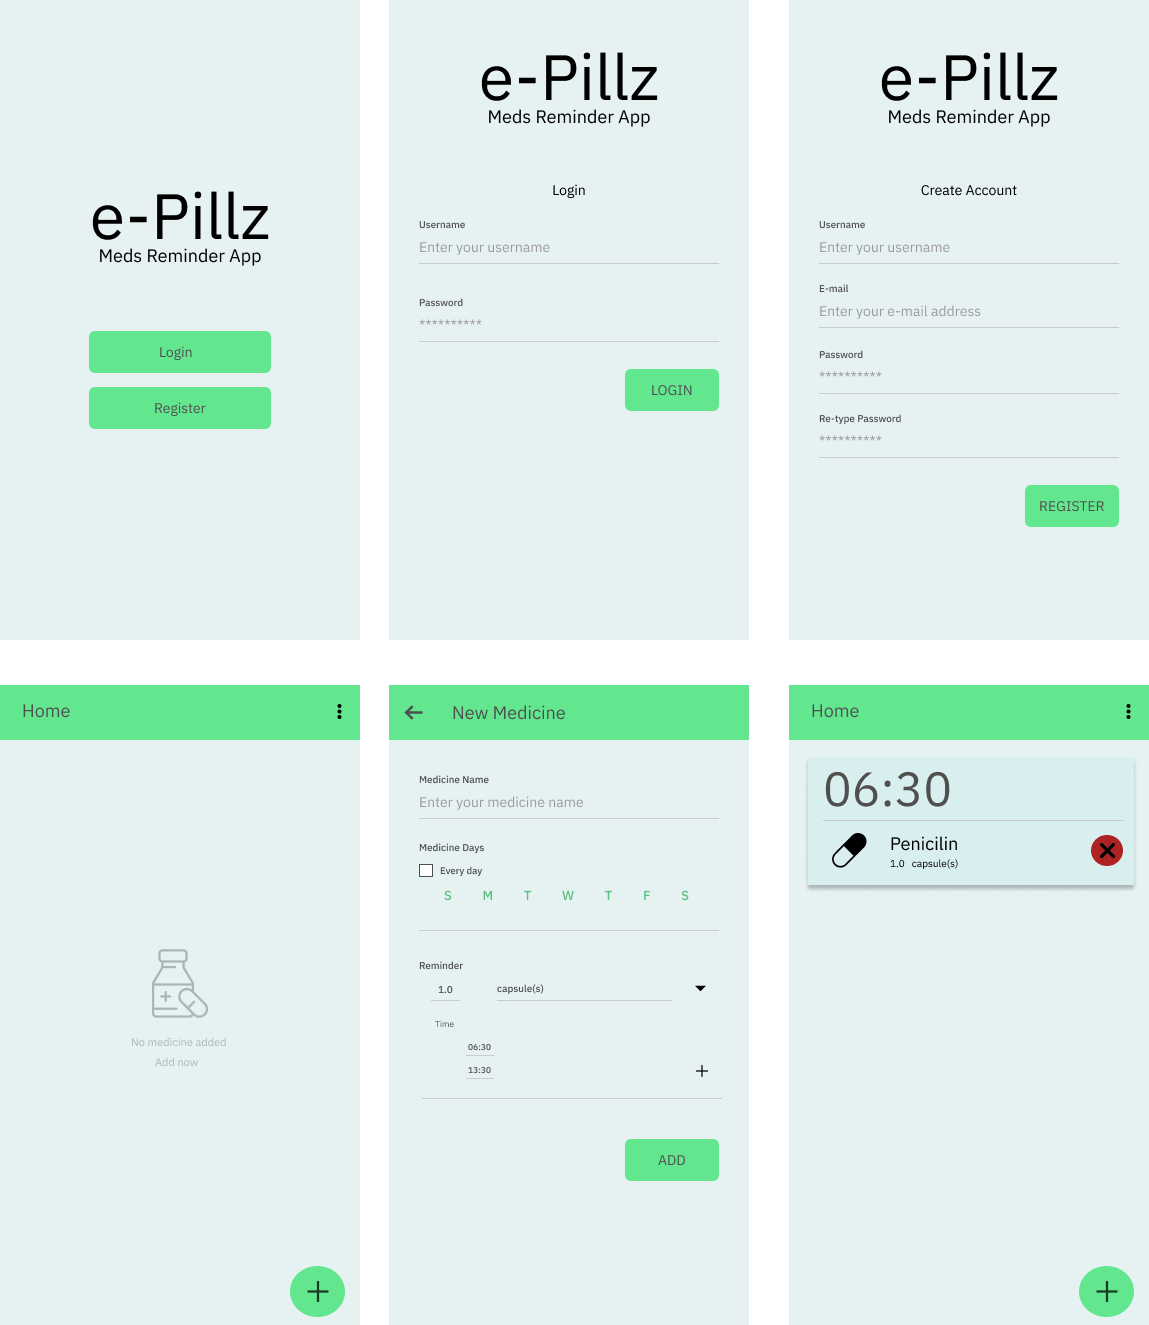 e-Pillz
Meds Reminder App
Login
Register
e-Pillz
Meds Reminder App
Login
Username
Enter your username
Password
**********
LOGIN
e-Pillz
Meds Reminder App
Create Account
Username
Enter your username
E-mail
Enter your e-mail address
Password
**********
Re-type Password
**********
REGISTER
Home
No medicine added
Add now
New Medicine
Medicine Name
Enter your medicine name
Medicine Days
Every day
S M T W T F S
Reminder
1.0 capsule(s)
Time
06:30
13:30
ADD
Home
06:30
Penicilin
1.0 capsule(s)